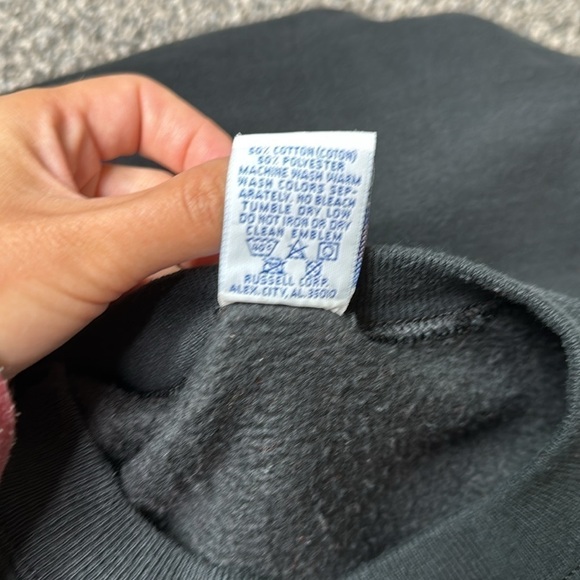 50% COTTON (COTON)
50% POLYESTER
MACHINE WASH WARM
WASH COLORS SEP-
ARATELY. NO BLEACH
TUMBLE DRY LOW
DO NOT IRON OR DRY
CLEAN EMBLEM
RUSSELL CORP.
ALEX. CITY, AL. 35010